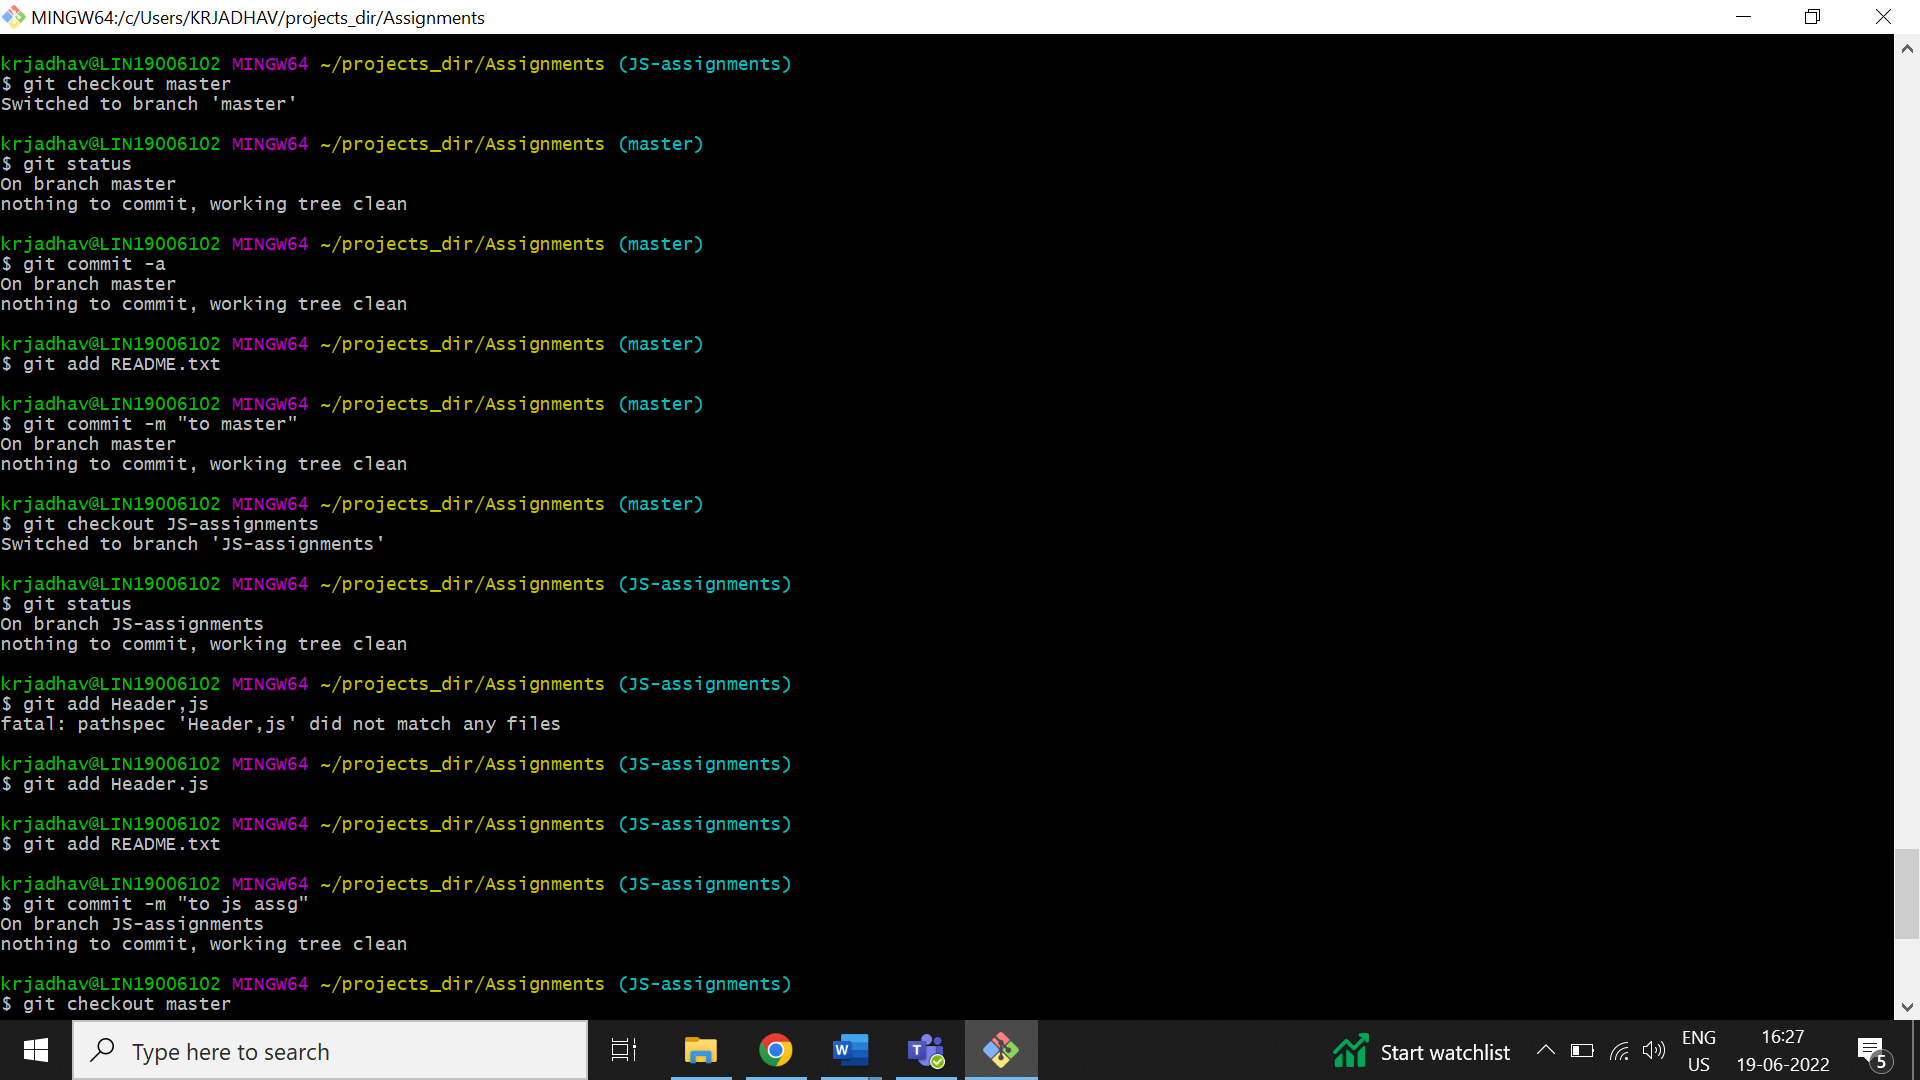 MINGW64:/c/Users/KRJADHAV/projects_dir/Assignments
krjadhav@LIN19006102 MINGW64 ~/projects_dir/Assignments (JS-assignments)
$ git checkout master
Switched to branch 'master'
krjadhav@LIN19006102 MINGW64 ~/projects_dir/Assignments (master)
$ git status
On branch master
nothing to commit, working tree clean
krjadhav@LIN19006102 MINGW64 ~/projects_dir/Assignments (master)
$ git commit -a
On branch master
nothing to commit, working tree clean
krjadhav@LIN19006102 MINGW64 ~/projects_dir/Assignments (master)
$ git add README.txt
krjadhav@LIN19006102 MINGW64 ~/projects_dir/Assignments (master)
$ git commit -m "to master"
On branch master
nothing to commit, working tree clean
krjadhav@LIN19006102 MINGW64 ~/projects_dir/Assignments (master)
$ git checkout JS-assignments
Switched to branch 'JS-assignments'
krjadhav@LIN19006102 MINGW64 ~/projects_dir/Assignments (JS-assignments)
$ git status
On branch JS-assignments
nothing to commit, working tree clean
krjadhav@LIN19006102 MINGW64 ~/projects_dir/Assignments (JS-assignments)
$ git add Header,js
fatal: pathspec 'Header,js' did not match any files
krjadhav@LIN19006102 MINGW64 ~/projects_dir/Assignments (JS-assignments)
$ git add Header.js
krjadhav@LIN19006102 MINGW64 ~/projects_dir/Assignments (JS-assignments)
$ git add README.txt
krjadhav@LIN19006102 MINGW64 ~/projects_dir/Assignments (JS-assignments)
$ git commit -m "to js assg"
On branch JS-assignments
nothing to commit, working tree clean
krjadhav@LIN19006102 MINGW64 ~/projects_dir/Assignments (JS-assignments)
$ git checkout master
Type here to search
W
T
Start watchlist
ENG
US
16:27
19-06-2022
5